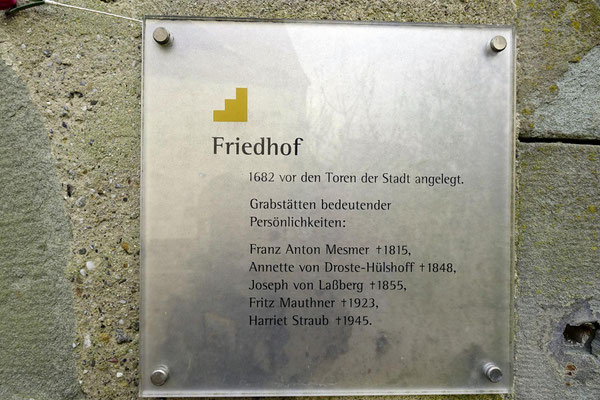 Friedhof
1682 vor den Toren der Stadt angelegt.
Grabstätten bedeutender
Persönlichkeiten:
Franz Anton Mesmer †1815,
Annette von Droste-Hülshoff †1848,
Joseph von Laßberg †1855,
Fritz Mauthner †1923,
Harriet Straub †1945.